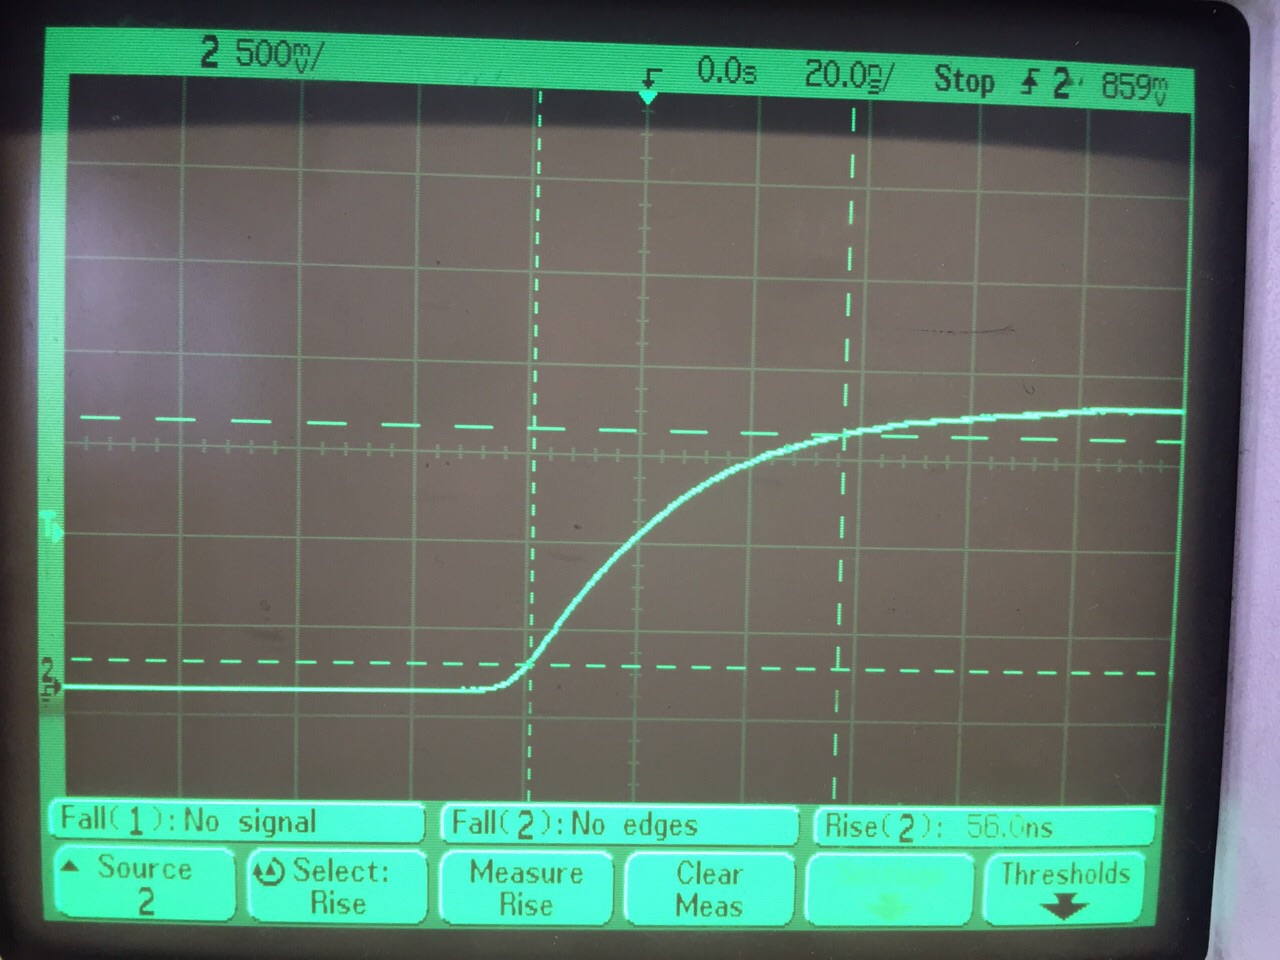 2 500mV/ 0.0s 20.0ns/ Stop 2 859mV
T
2
Fall(1): No signal Fall(2): No edges Rise(2): 56.0ns
Source Select: Measure Clear Thresholds
2 Rise Rise Meas